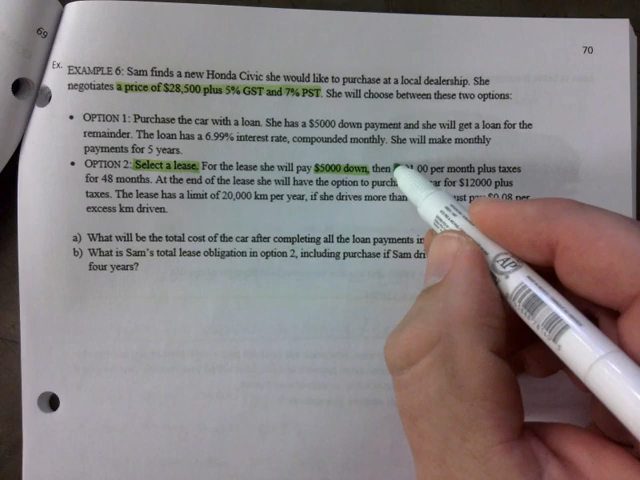 69
70
Ex.
EXAMPLE 6: Sam finds a new Honda Civic she would like to purchase at a local dealership. She
negotiates a price of $28,500 plus 5% GST and 7% PST. She will choose between these two options:
• OPTION 1: Purchase the car with a loan. She has a $5000 down payment and she will get a loan for the
remainder. The loan has a 6.99% interest rate, compounded monthly. She will make monthly
payments for 5 years.
• OPTION 2: Select a lease. For the lease she will pay $5000 down, then .00 per month plus taxes
for 48 months. At the end of the lease she will have the option to for $12000 plus
taxes. The lease has a limit of 20,000 km per year, if she drives more than $0.08 per
excess km driven.
a) What will be the total cost of the car after completing all the loan payments
b) What is Sam's total lease obligation in option 2, including purchase if Sam
four years?
AP